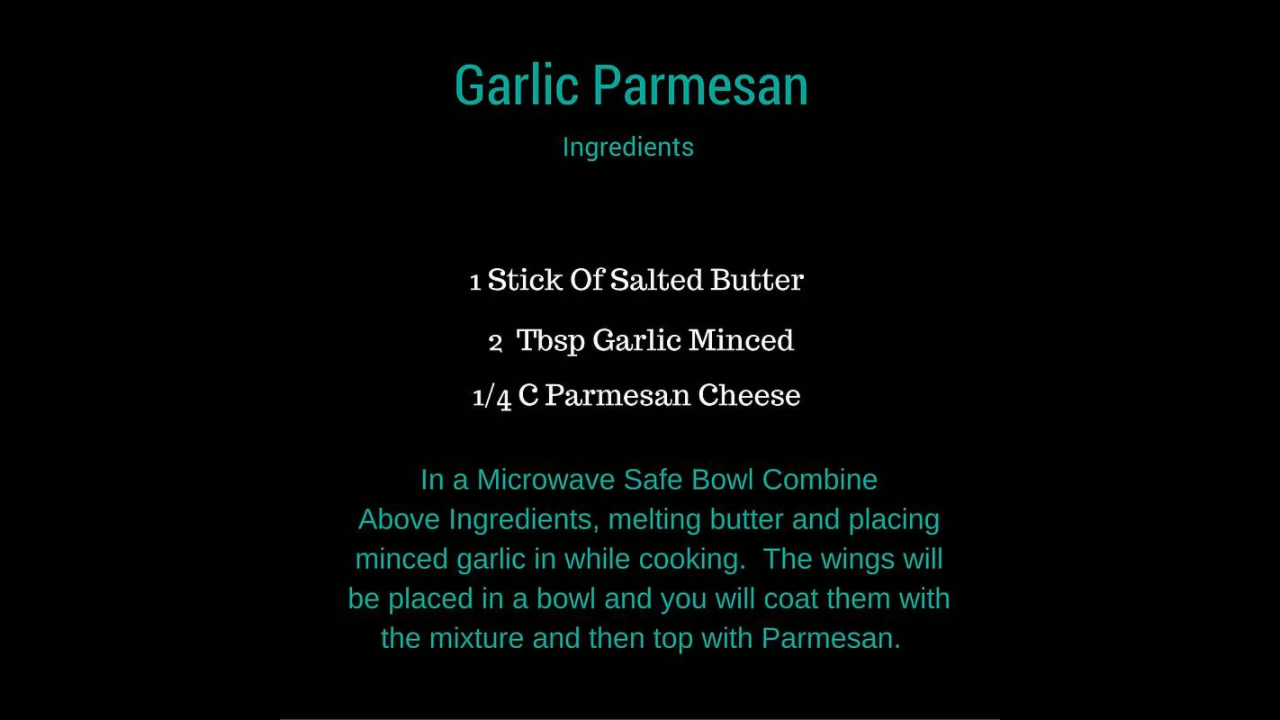 Garlic Parmesan
Ingredients
1 Stick Of Salted Butter
2 Tbsp Garlic Minced
1/4 C Parmesan Cheese
In a Microwave Safe Bowl Combine
Above Ingredients, melting butter and placing
minced garlic in while cooking. The wings will
be placed in a bowl and you will coat them with
the mixture and then top with Parmesan.